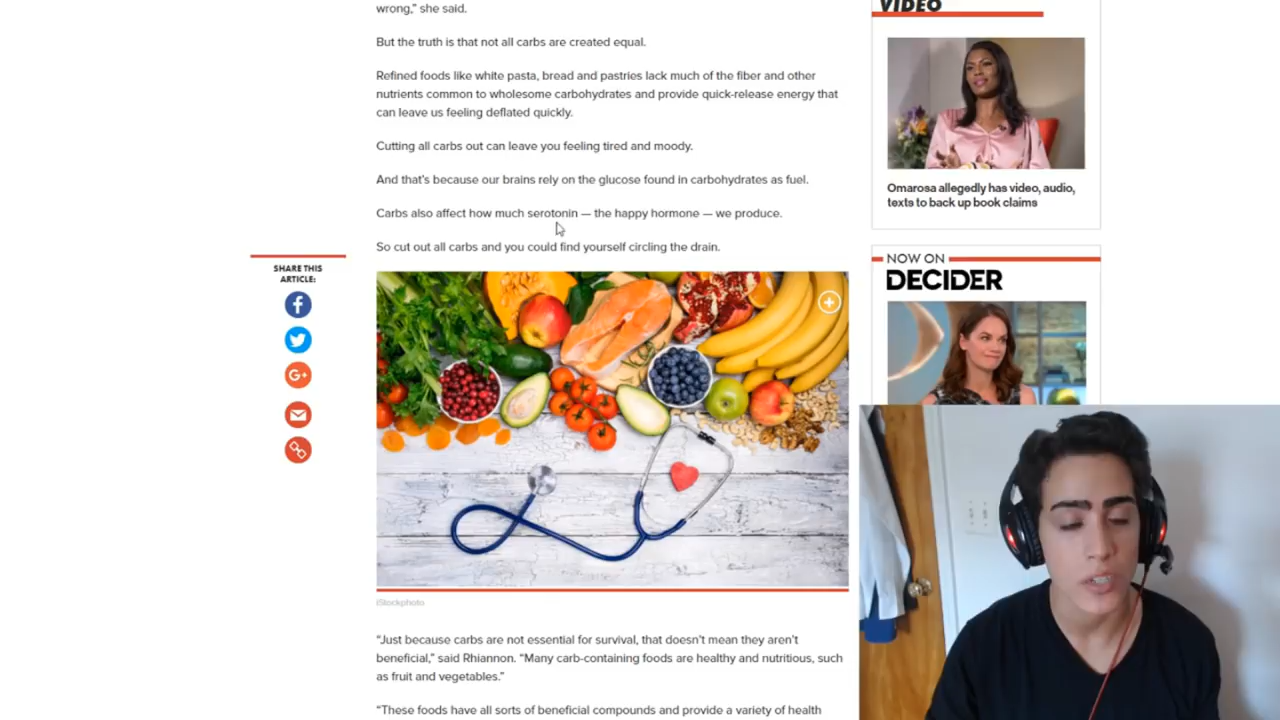 wrong,” she said.
But the truth is that not all carbs are created equal.
Refined foods like white pasta, bread and pastries lack much of the fiber and other
nutrients common to wholesome carbohydrates and provide quick-release energy that
can leave us feeling deflated quickly.
Cutting all carbs out can leave you feeling tired and moody.
And that's because our brains rely on the glucose found in carbohydrates as fuel.
Carbs also affect how much serotonin — the happy hormone — we produce.
So cut out all carbs and you could find yourself circling the drain.
SHARE THIS
ARTICLE:
G+
iStockphoto
“Just because carbs are not essential for survival, that doesn’t mean they aren’t
beneficial,” said Rhiannon. “Many carb-containing foods are healthy and nutritious, such
as fruit and vegetables.”
“These foods have all sorts of beneficial compounds and provide a variety of health
VIDEO
Omarosa allegedly has video, audio,
texts to back up book claims
NOW ON
DECIDER